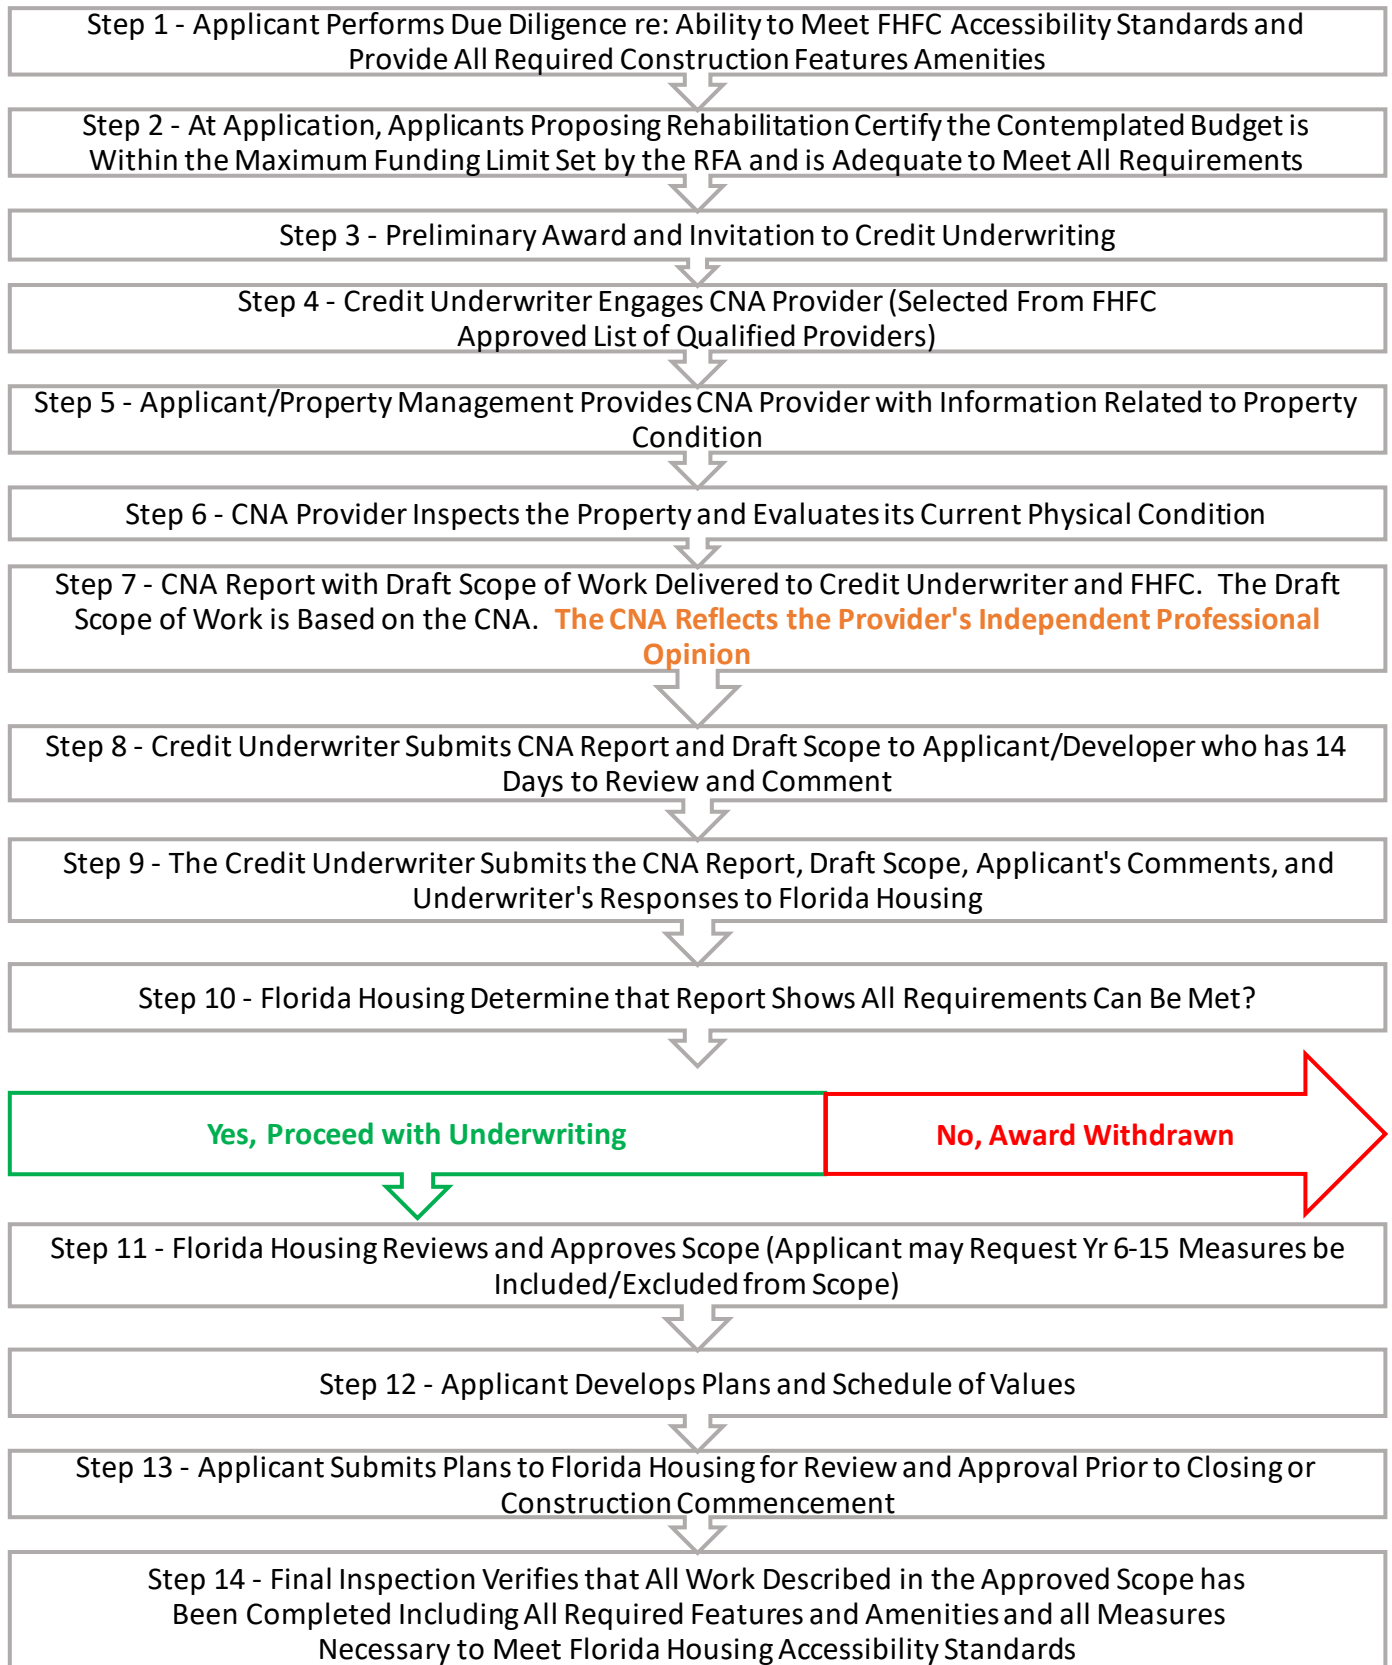 Step 1 - Applicant Performs Due Diligence re: Ability to Meet FHFC Accessibility Standards and
Provide All Required Construction Features Amenities
Step 2 - At Application, Applicants Proposing Rehabilitation Certify the Contemplated Budget is
Within the Maximum Funding Limit Set by the RFA and is Adequate to Meet All Requirements
Step 3 - Preliminary Award and Invitation to Credit Underwriting
Step 4 - Credit Underwriter Engages CNA Provider (Selected From FHFC
Approved List of Qualified Providers)
Step 5 - Applicant/Property Management Provides CNA Provider with Information Related to Property
Condition
Step 6 - CNA Provider Inspects the Property and Evaluates its Current Physical Condition
Step 7 - CNA Report with Draft Scope of Work Delivered to Credit Underwriter and FHFC. The Draft
Scope of Work is Based on the CNA. The CNA Reflects the Provider's Independent Professional
Opinion
Step 8 - Credit Underwriter Submits CNA Report and Draft Scope to Applicant/Developer who has 14
Days to Review and Comment
Step 9 - The Credit Underwriter Submits the CNA Report, Draft Scope, Applicant's Comments, and
Underwriter's Responses to Florida Housing
Step 10 - Florida Housing Determine that Report Shows All Requirements Can Be Met?
Yes, Proceed with Underwriting
No, Award Withdrawn
Step 11 - Florida Housing Reviews and Approves Scope (Applicant may Request Yr 6-15 Measures be
Included/Excluded from Scope)
Step 12 - Applicant Develops Plans and Schedule of Values
Step 13 - Applicant Submits Plans to Florida Housing for Review and Approval Prior to Closing or
Construction Commencement
Step 14 - Final Inspection Verifies that All Work Described in the Approved Scope has
Been Completed Including All Required Features and Amenities and all Measures
Necessary to Meet Florida Housing Accessibility Standards